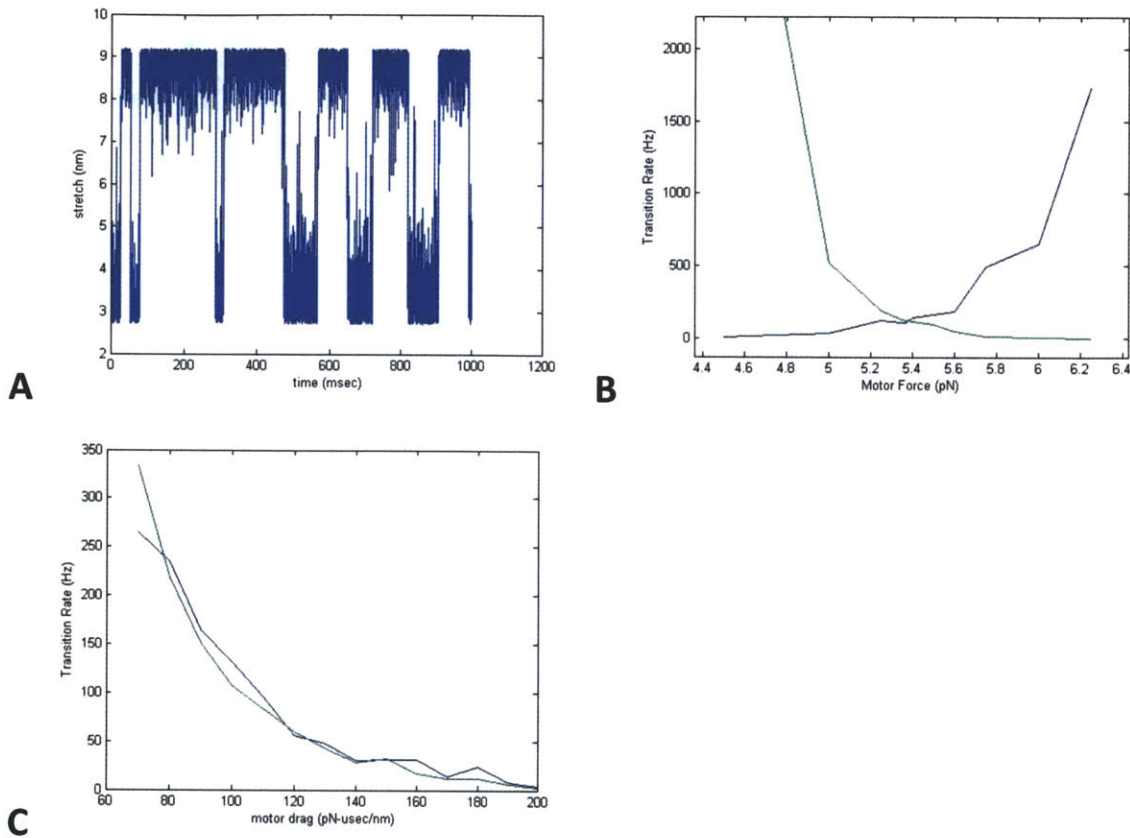 10
9
8
7
6
5
4
3
2
stretch (nm)
0 200 400 600 800 1000 1200
time (msec)
A
2000
1500
1000
500
0
Transition Rate (Hz)
4.4 4.6 4.8 5 5.2 5.4 5.6 5.8 6 6.2 6.4
Motor Force (pN)
B
350
300
250
200
150
100
50
0
Transition Rate (Hz)
60 80 100 120 140 160 180 200
motor drag (pN-usec/nm)
C